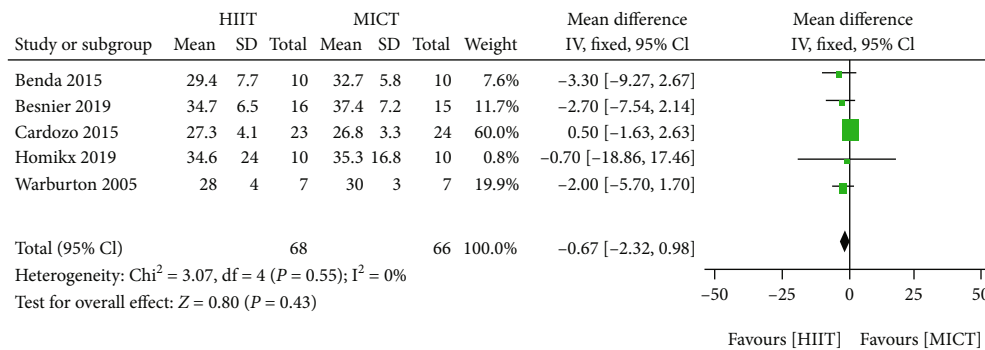 HIIT MICT Mean difference Mean difference
Study or subgroup Mean SD Total Mean SD Total Weight IV, fixed, 95% Cl IV, fixed, 95% Cl
Benda 2015 29.4 7.7 10 32.7 5.8 10 7.6% −3.30 [−9.27, 2.67]
Besnier 2019 34.7 6.5 16 37.4 7.2 15 11.7% −2.70 [−7.54, 2.14]
Cardozo 2015 27.3 4.1 23 26.8 3.3 24 60.0% 0.50 [−1.63, 2.63]
Homikx 2019 34.6 24 10 35.3 16.8 10 0.8% −0.70 [−18.86, 17.46]
Warburton 2005 28 4 7 30 3 7 19.9% −2.00 [−5.70, 1.70]
Total (95% Cl) 68 66 100.0% −0.67 [−2.32, 0.98]
Heterogeneity: Chi² = 3.07, df = 4 (P = 0.55); I² = 0%
Test for overall effect: Z = 0.80 (P = 0.43)
−50 −25 0 25 50
Favours [HIIT] Favours [MICT]